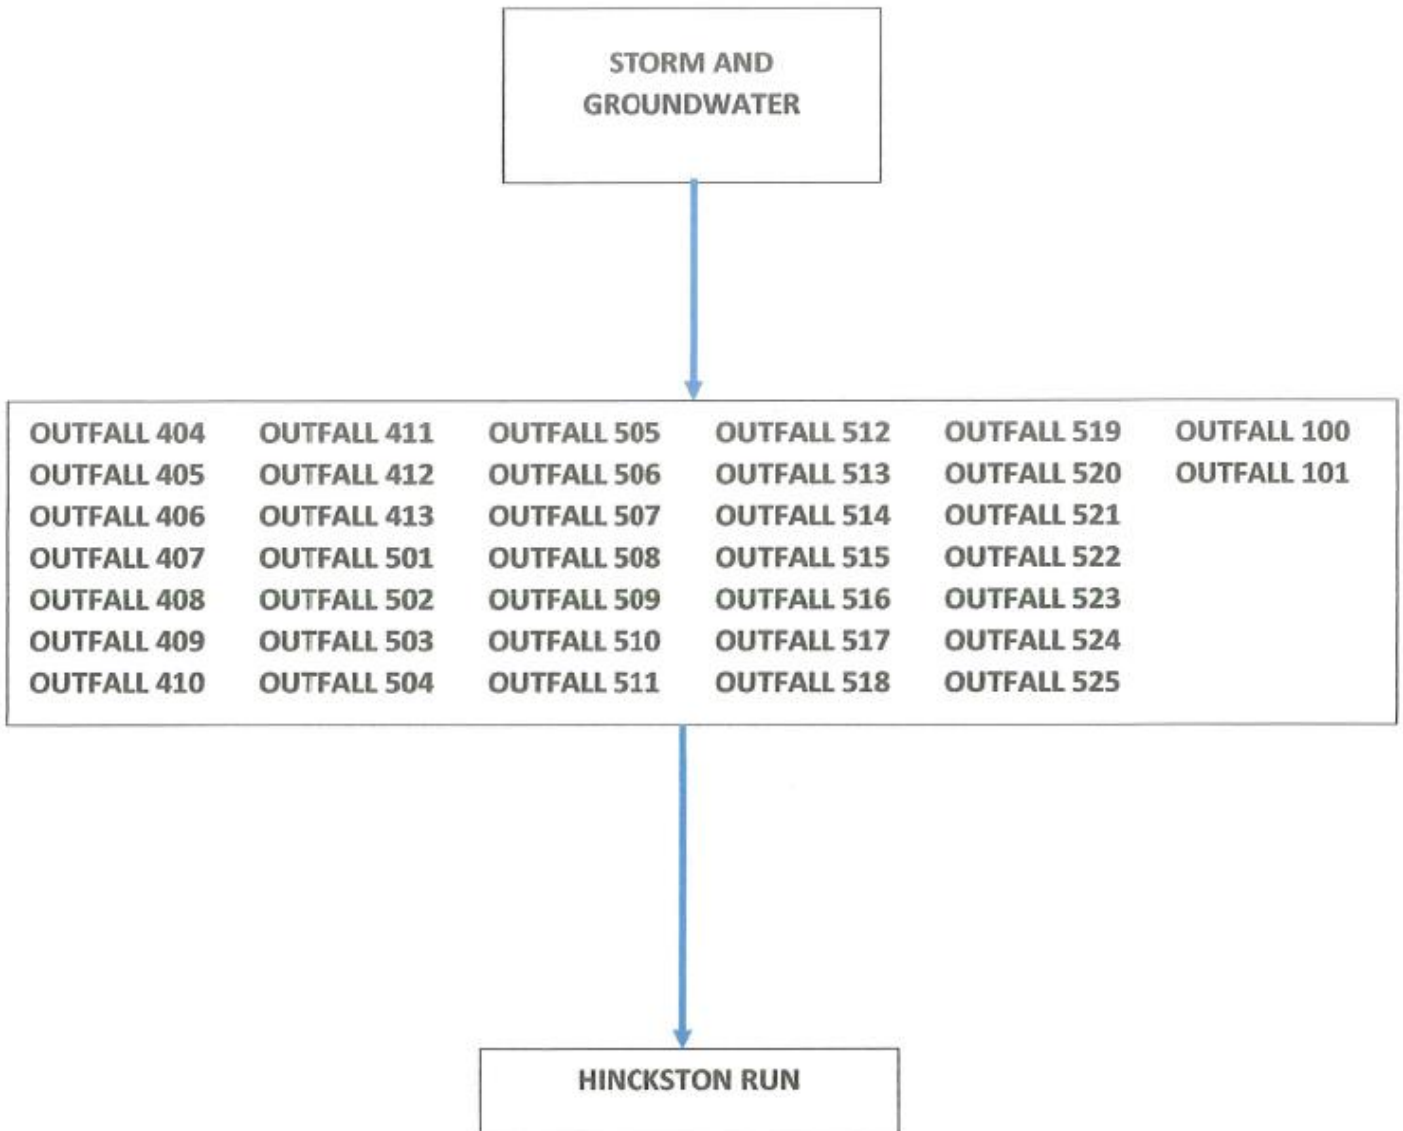 STORM AND
GROUNDWATER
OUTFALL 404 OUTFALL 411 OUTFALL 505 OUTFALL 512 OUTFALL 519 OUTFALL 100
OUTFALL 405 OUTFALL 412 OUTFALL 506 OUTFALL 513 OUTFALL 520 OUTFALL 101
OUTFALL 406 OUTFALL 413 OUTFALL 507 OUTFALL 514 OUTFALL 521
OUTFALL 407 OUTFALL 501 OUTFALL 508 OUTFALL 515 OUTFALL 522
OUTFALL 408 OUTFALL 502 OUTFALL 509 OUTFALL 516 OUTFALL 523
OUTFALL 409 OUTFALL 503 OUTFALL 510 OUTFALL 517 OUTFALL 524
OUTFALL 410 OUTFALL 504 OUTFALL 511 OUTFALL 518 OUTFALL 525
HINCKSTON RUN